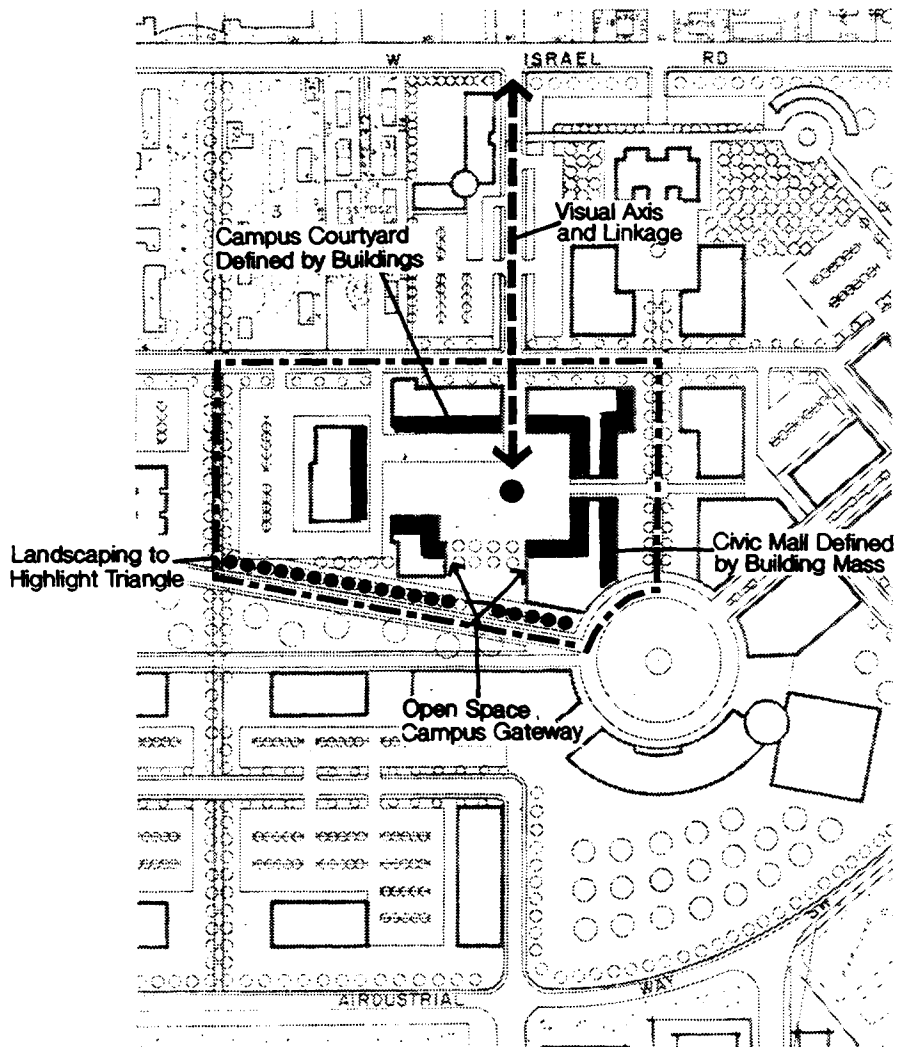 W ISRAEL RD
Visual Axis
and Linkage
Campus Courtyard
Defined by Buildings
Landscaping to
Highlight Triangle
Civic Mall Defined
by Building Mass
Open Space
Campus Gateway
SW
WAY
AIRDUSTRIAL